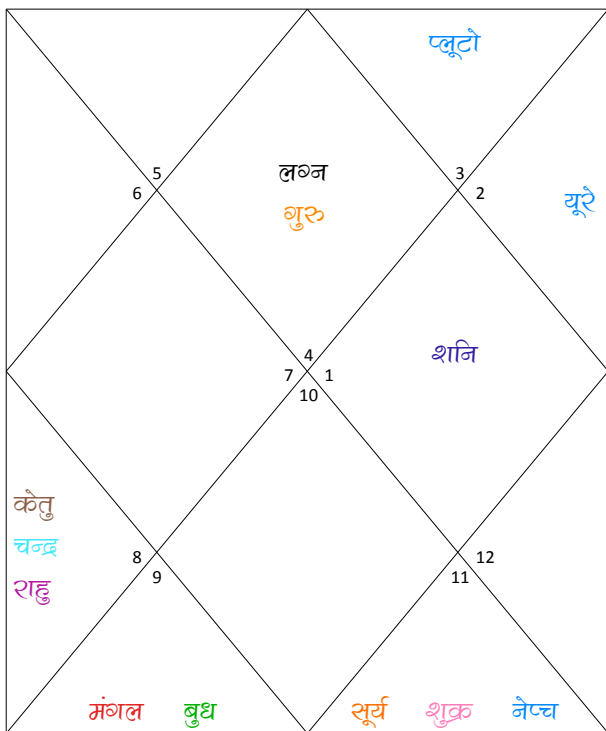 प्लूटो
5
लग्न
3
6
2
गुरु
यूरे
4
शनि
7
1
10
केतु
चन्द्र
8
12
राहु
9
11
मंगल बुध सूर्य शुक्र नेप्च